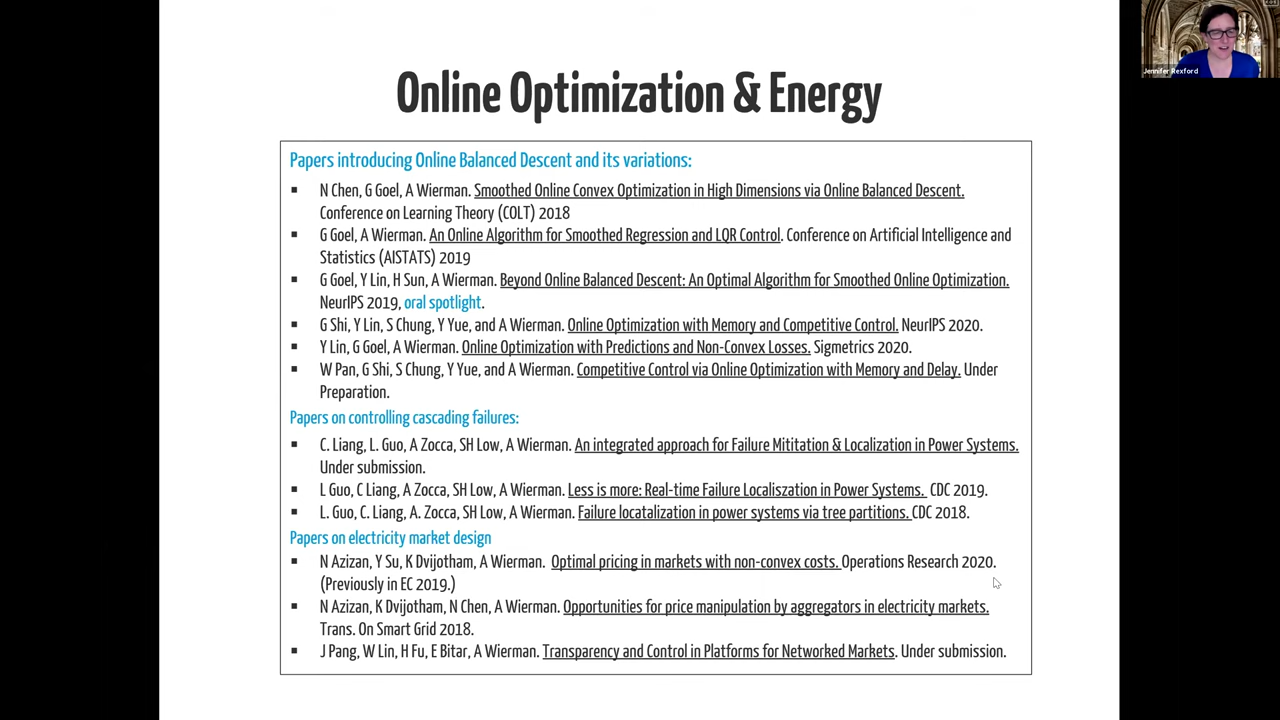 Online Optimization & Energy
Jennifer Rexford
Papers introducing Online Balanced Descent and its variations:
N Chen, G Goel, A Wierman. Smoothed Online Convex Optimization in High Dimensions via Online Balanced Descent.
Conference on Learning Theory (COLT) 2018
G Goel, A Wierman. An Online Algorithm for Smoothed Regression and LQR Control. Conference on Artificial Intelligence and
Statistics (AISTATS) 2019
G Goel, Y Lin, H Sun, A Wierman. Beyond Online Balanced Descent: An Optimal Algorithm for Smoothed Online Optimization.
NeurIPS 2019, oral spotlight.
G Shi, Y Lin, S Chung, Y Yue, and A Wierman. Online Optimization with Memory and Competitive Control. NeurIPS 2020.
Y Lin, G Goel, A Wierman. Online Optimization with Predictions and Non-Convex Losses. Sigmetrics 2020.
W Pan, G Shi, S Chung, Y Yue, and A Wierman. Competitive Control via Online Optimization with Memory and Delay. Under
Preparation.
Papers on controlling cascading failures:
C. Liang, L. Guo, A Zocca, SH Low, A Wierman. An integrated approach for Failure Mititation & Localization in Power Systems.
Under submission.
L Guo, C Liang, A Zocca, SH Low, A Wierman. Less is more: Real-time Failure Localiszation in Power Systems. CDC 2019.
L. Guo, C. Liang, A. Zocca, SH Low, A Wierman. Failure locatalization in power systems via tree partitions. CDC 2018.
Papers on electricity market design
N Azizan, Y Su, K Dvijotham, A Wierman. Optimal pricing in markets with non-convex costs. Operations Research 2020.
(Previously in EC 2019.)
N Azizan, K Dvijotham, N Chen, A Wierman. Opportunities for price manipulation by aggregators in electricity markets.
Trans. On Smart Grid 2018.
J Pang, W Lin, H Fu, E Bitar, A Wierman. Transparency and Control in Platforms for Networked Markets. Under submission.